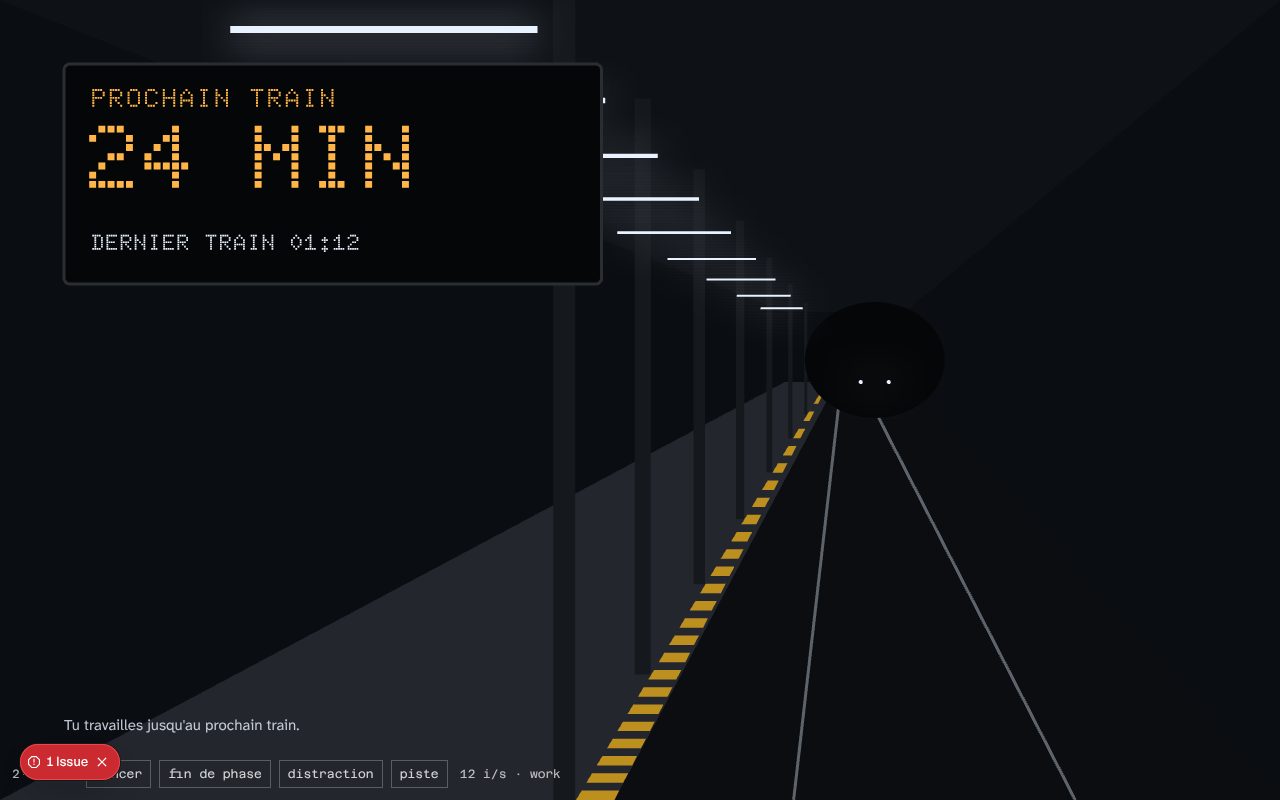 PROCHAIN TRAIN
24 MIN
DERNIER TRAIN 01:12
Tu travailles jusqu'au prochain train.
1 Issue
fin de phase
distraction
piste
12 i/s · work